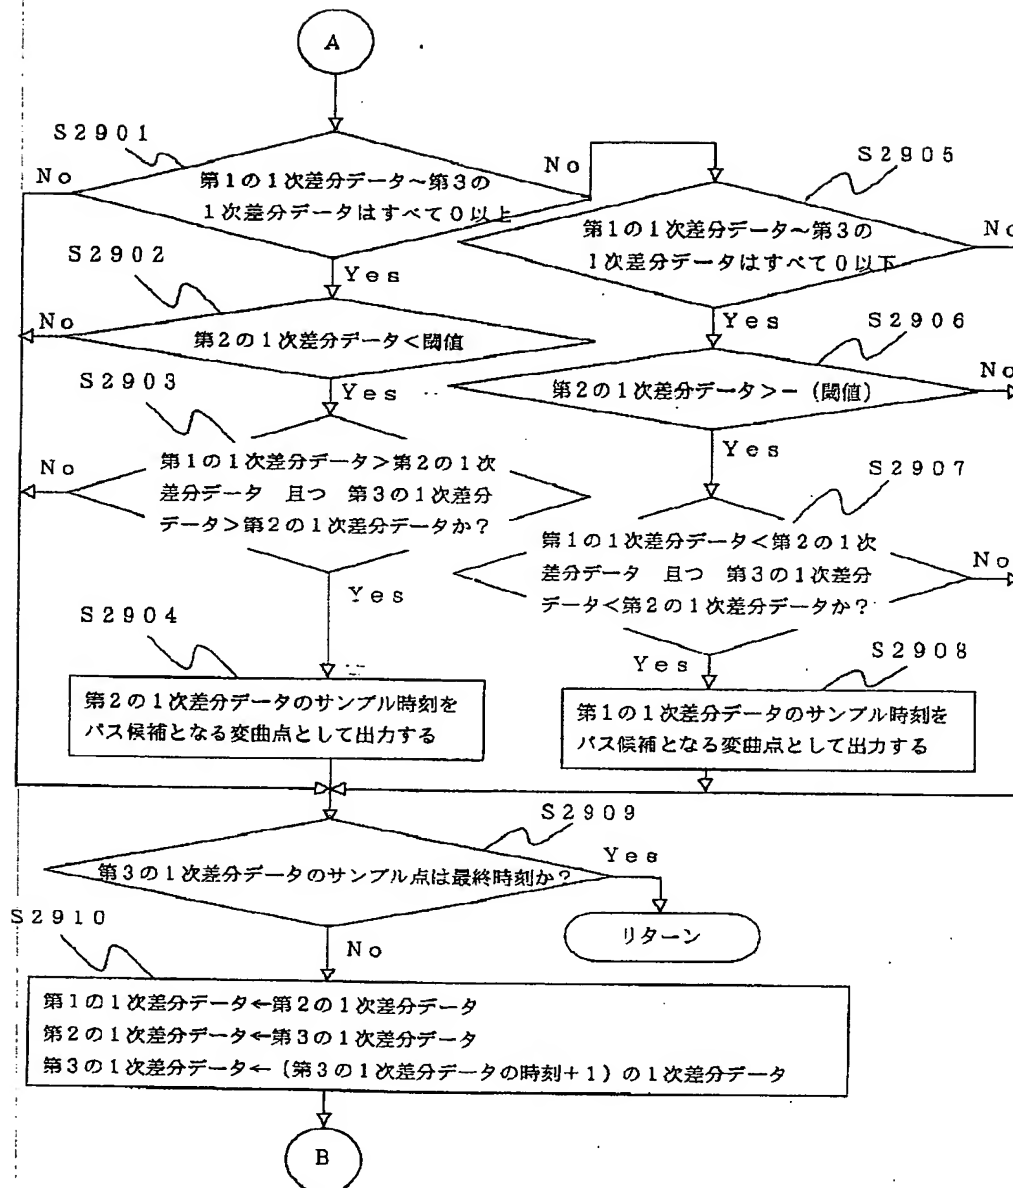 A
S2901
No
第1の1次差分データ~第3の
1次差分データはすべて0以上
No
S2905
第1の1次差分データ~第3の
1次差分データはすべて0以下
No
Yes
S2902
No
第2の1次差分データ<閾値
Yes
S2906
第2の1次差分データ>-(閾値)
No
Yes
S2903
No
第1の1次差分データ>第2の1次
差分データ 且つ 第3の1次差分
データ>第2の1次差分データか?
Yes
Yes
S2907
第1の1次差分データ<第2の1次
差分データ 且つ 第3の1次差分
データ<第2の1次差分データか?
No
Yes
S2904
第2の1次差分データのサンプル時刻を
パス候補となる変曲点として出力する
S2908
第1の1次差分データのサンプル時刻を
パス候補となる変曲点として出力する
S2909
第3の1次差分データのサンプル点は最終時刻か?
Yes
リターン
No
S2910
第1の1次差分データ←第2の1次差分データ
第2の1次差分データ←第3の1次差分データ
第3の1次差分データ←(第3の1次差分データの時刻+1)の1次差分データ
B